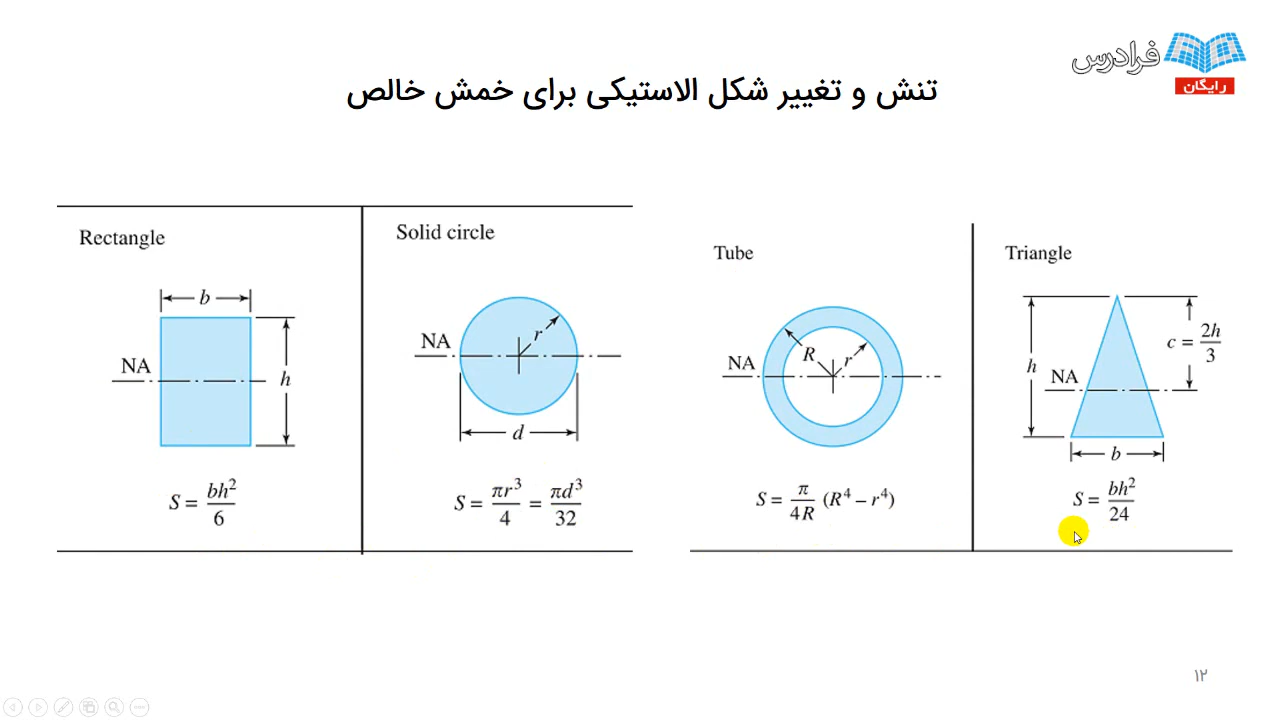 فرادرس
رایگان
تنش و تغییر شکل الاستیکی برای خمش خالص
Rectangle
b
NA
h
S = bh²/6
Solid circle
NA
r
d
S = πr³/4 = πd³/32
Tube
NA
R
r
S = π/4R (R⁴ – r⁴)
Triangle
h
NA
c = 2h/3
b
S = bh²/24
۱۲